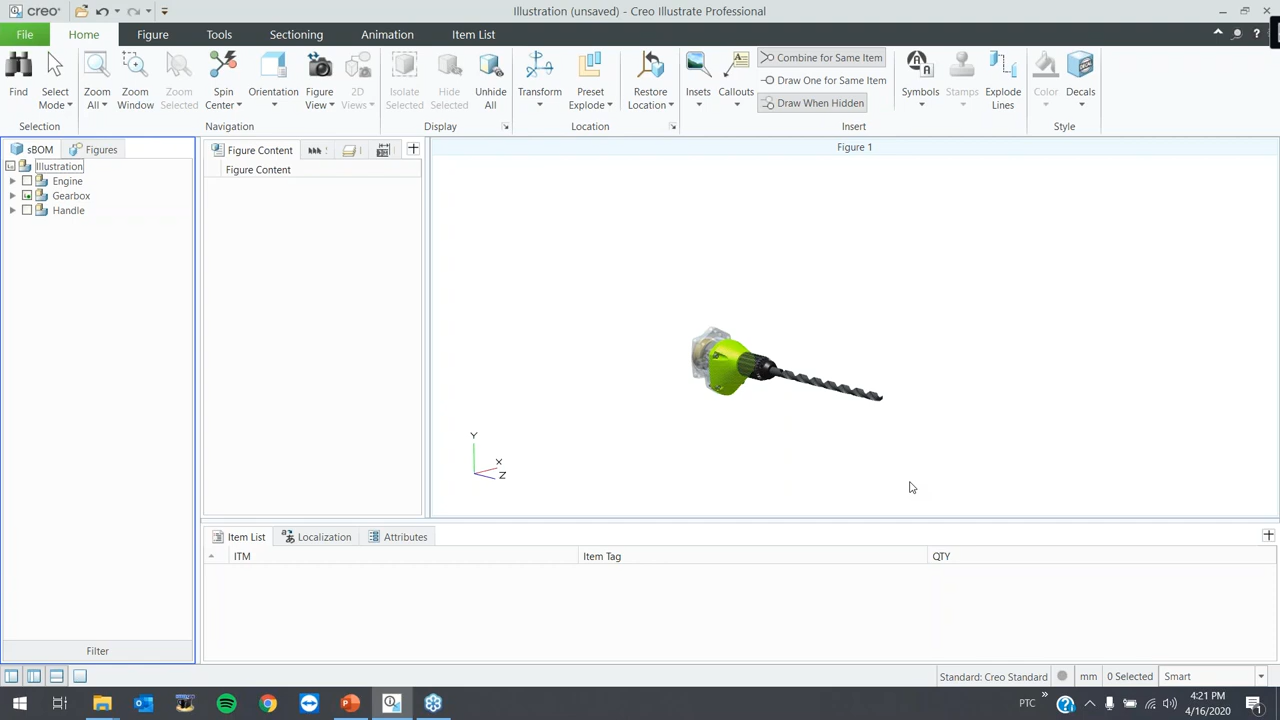 creo
Illustration (unsaved) - Creo Illustrate Professional
File
Home
Figure
Tools
Sectioning
Animation
Item List
Find
Select Mode
Zoom All
Zoom Window
Zoom Selected
Spin Center
Orientation
Figure View
2D Views
Isolate Selected
Hide Selected
Unhide All
Transform
Preset Explode
Restore Location
Inserts
Callouts
Combine for Same Item
Draw One for Same Item
Draw When Hidden
Symbols
Stamps
Explode Lines
Color
Decals
Selection
Navigation
Display
Location
Insert
Style
sBOM
Figures
Illustration
Engine
Gearbox
Handle
Filter
Figure Content
Figure Content
Figure 1
Y
X
Z
Item List
Localization
Attributes
ITM
Item Tag
QTY
Standard: Creo Standard
mm
0 Selected
Smart
PTC
4:21 PM
4/16/2020